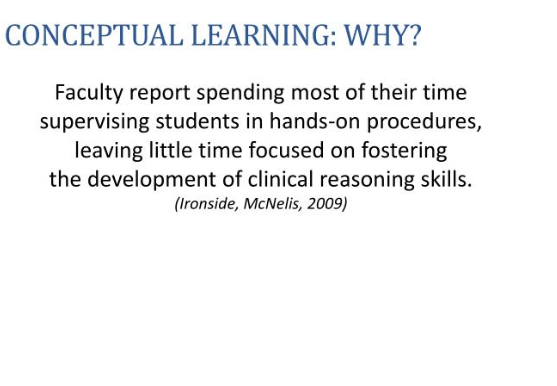 CONCEPTUAL LEARNING: WHY?
Faculty report spending most of their time
supervising students in hands-on procedures,
leaving little time focused on fostering
the development of clinical reasoning skills.
(Ironside, McNelis, 2009)